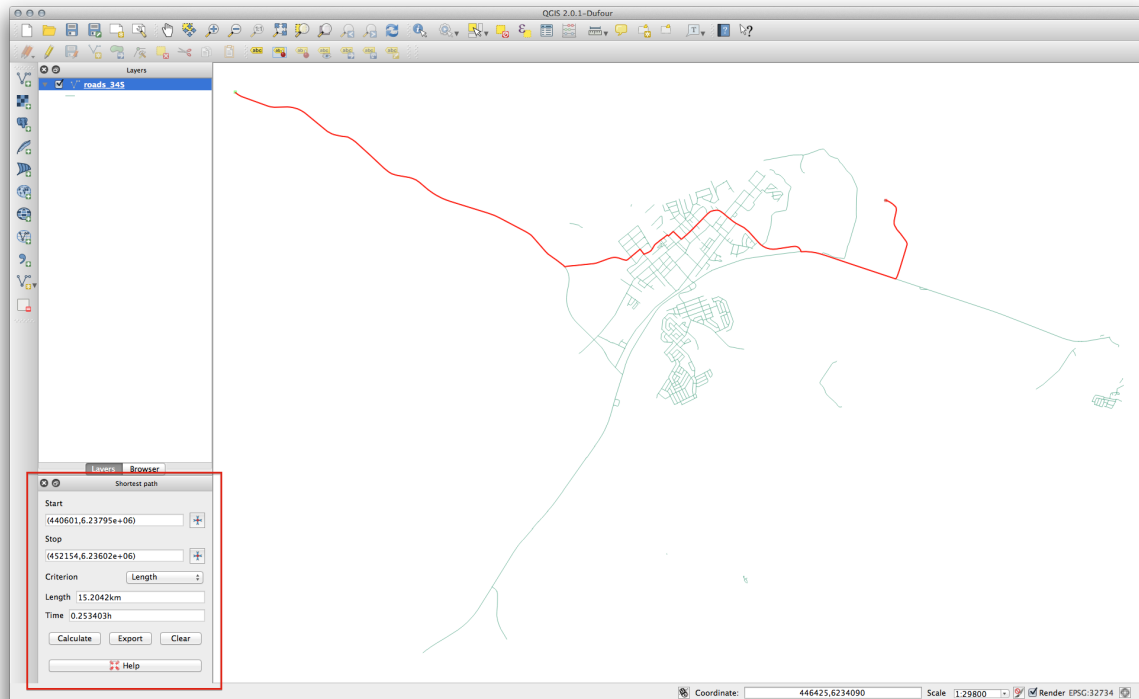 QGIS 2.0.1-Dufour
Layers
roads_34S
Layers Browser
Shortest path
Start
(440601,6.23795e+06)
Stop
(452154,6.23602e+06)
Criterion Length
Length 15.2042km
Time 0.253403h
Calculate Export Clear
Help
Coordinate: 446425,6234090 Scale 1:29800 Render EPSG:32734